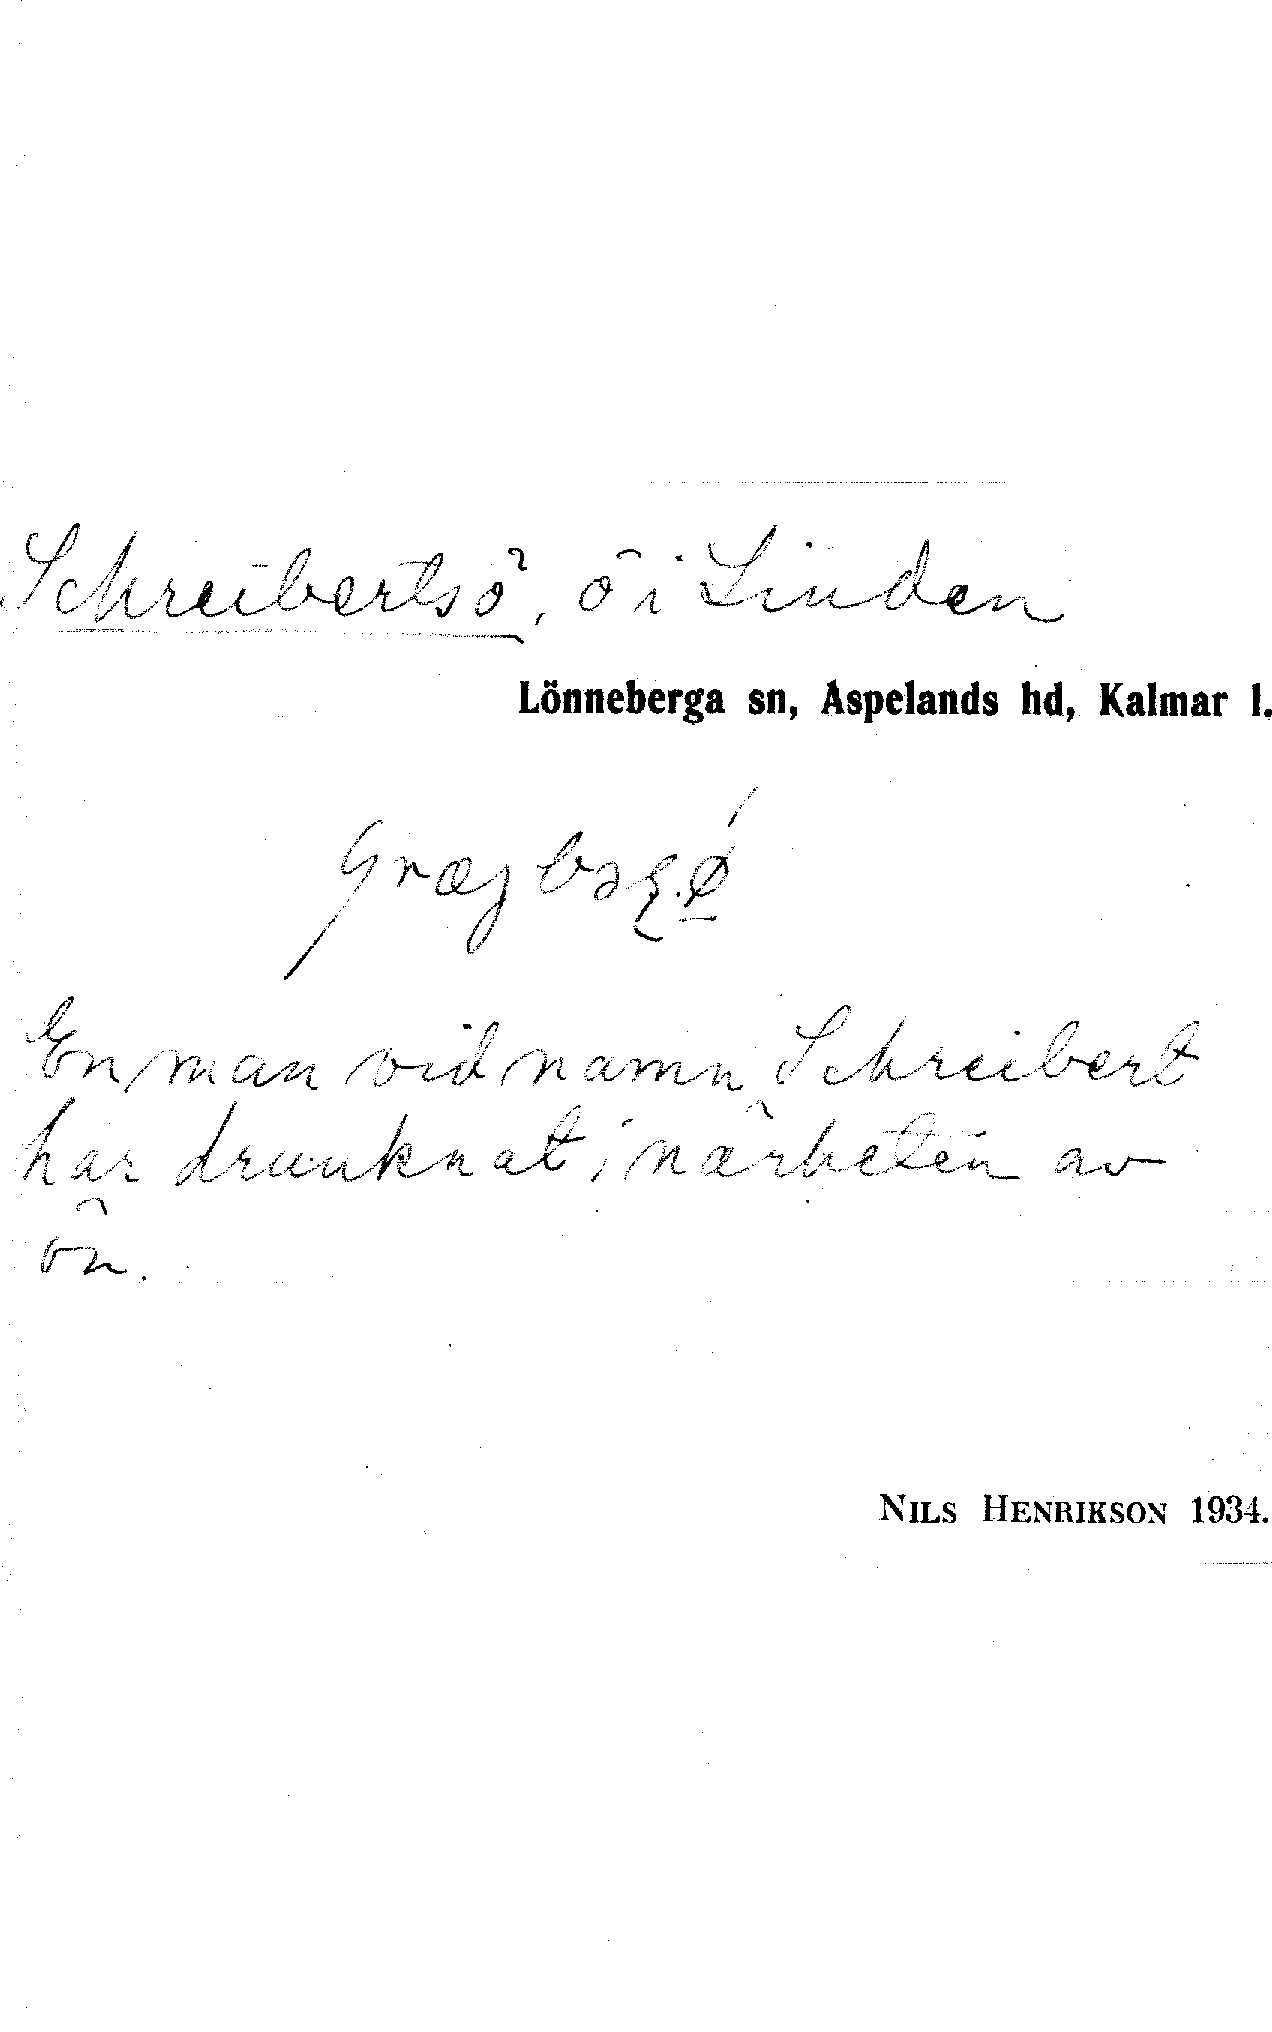 Schreibertsö, ö i Linden
Lönneberga sn, Aspelands hd, Kalmar l.
En man vid namn Schreibert
har drunknat i närheten av
ön.
NILS HENRIKSON 1934.